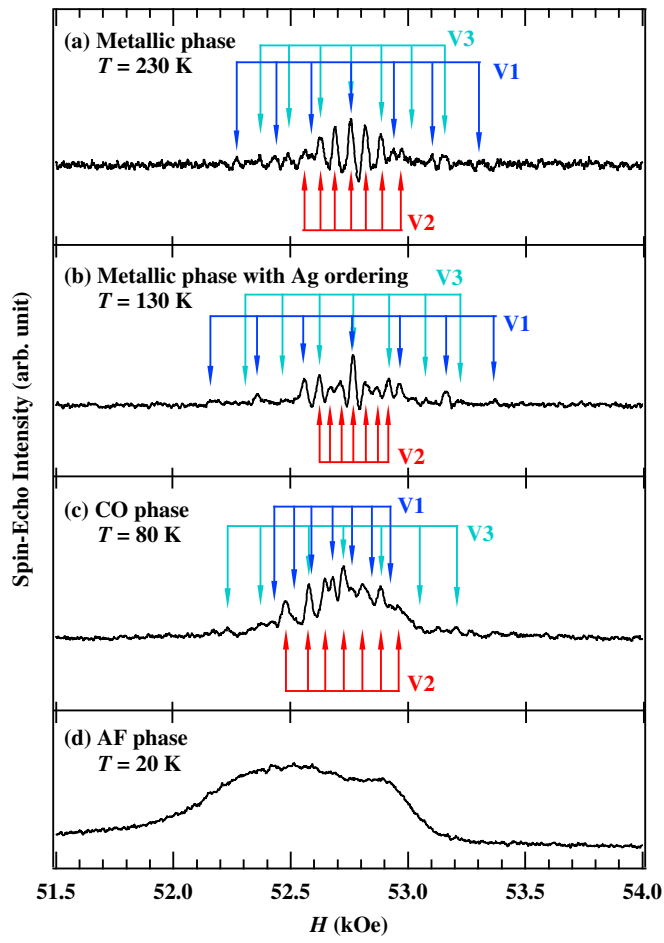 (a) Metallic phase
T = 230 K
V3
V1
V2
(b) Metallic phase with Ag ordering
T = 130 K
V3
V1
V2
(c) CO phase
T = 80 K
V1
V3
V2
(d) AF phase
T = 20 K
Spin-Echo Intensity (arb. unit)
51.5 52.0 52.5 53.0 53.5 54.0
H (kOe)